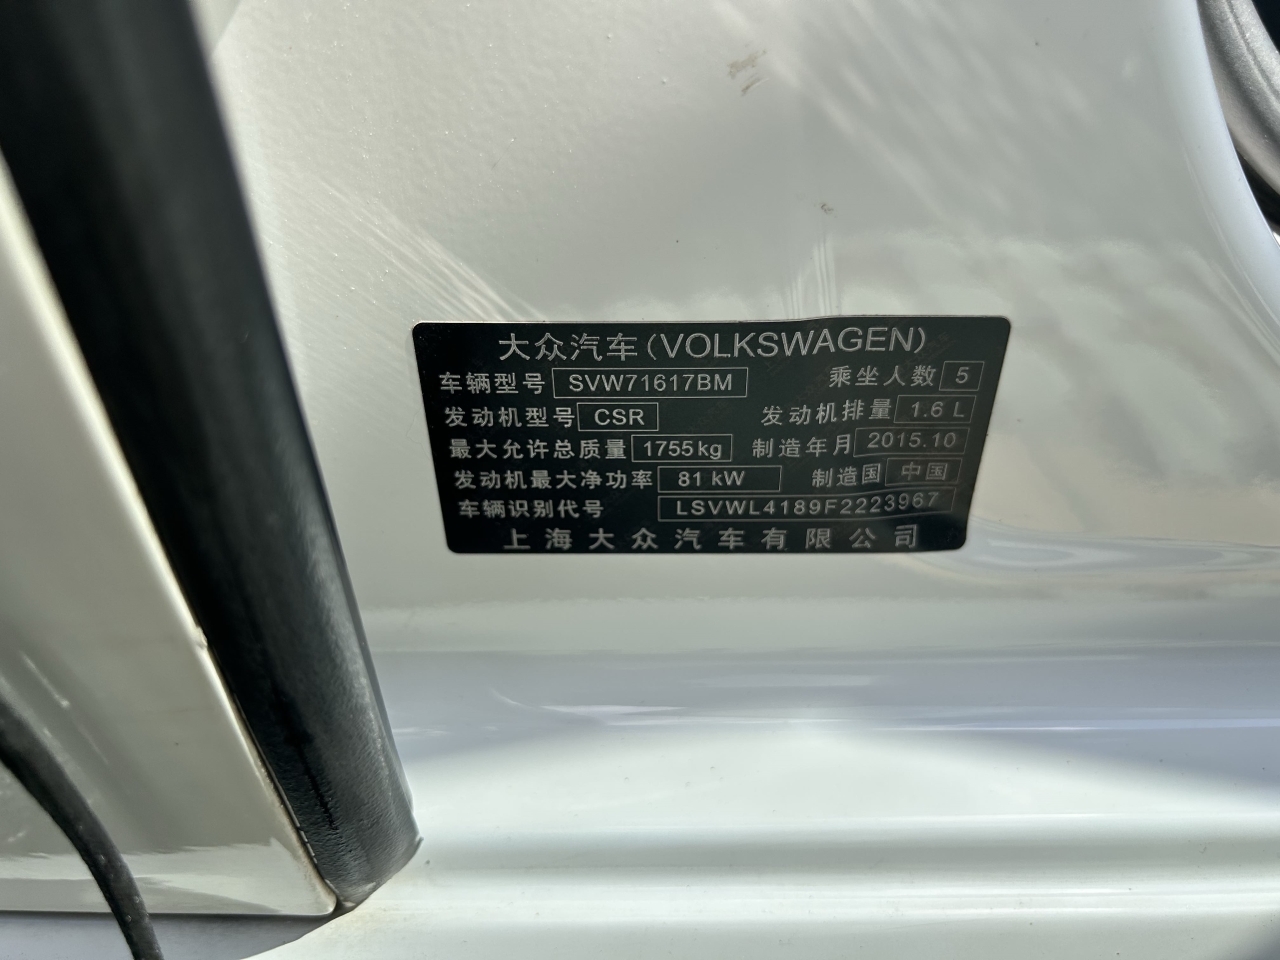 大众汽车(VOLKSWAGEN)
车辆型号 SVW71617BM 乘坐人数 5
发动机型号 CSR 发动机排量 1.6 L
最大允许总质量 1755kg 制造年月 2015.10
发动机最大净功率 81 kW 制造国 中国
车辆识别代号 LSVWL4189F2223967
上海大众汽车有限公司